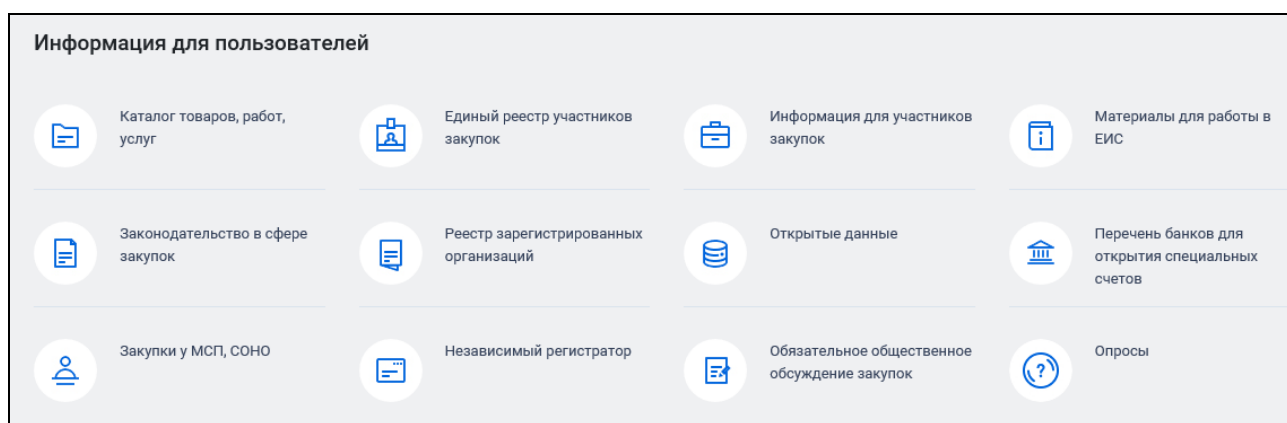 Информация для пользователей
Каталог товаров, работ,
услуг
Единый реестр участников
закупок
Информация для участников
закупок
Материалы для работы в
ЕИС
Законодательство в сфере
закупок
Реестр зарегистрированных
организаций
Открытые данные
Перечень банков для
открытия специальных
счетов
Закупки у МСП, СОНО
Независимый регистратор
Обязательное общественное
обсуждение закупок
Опросы